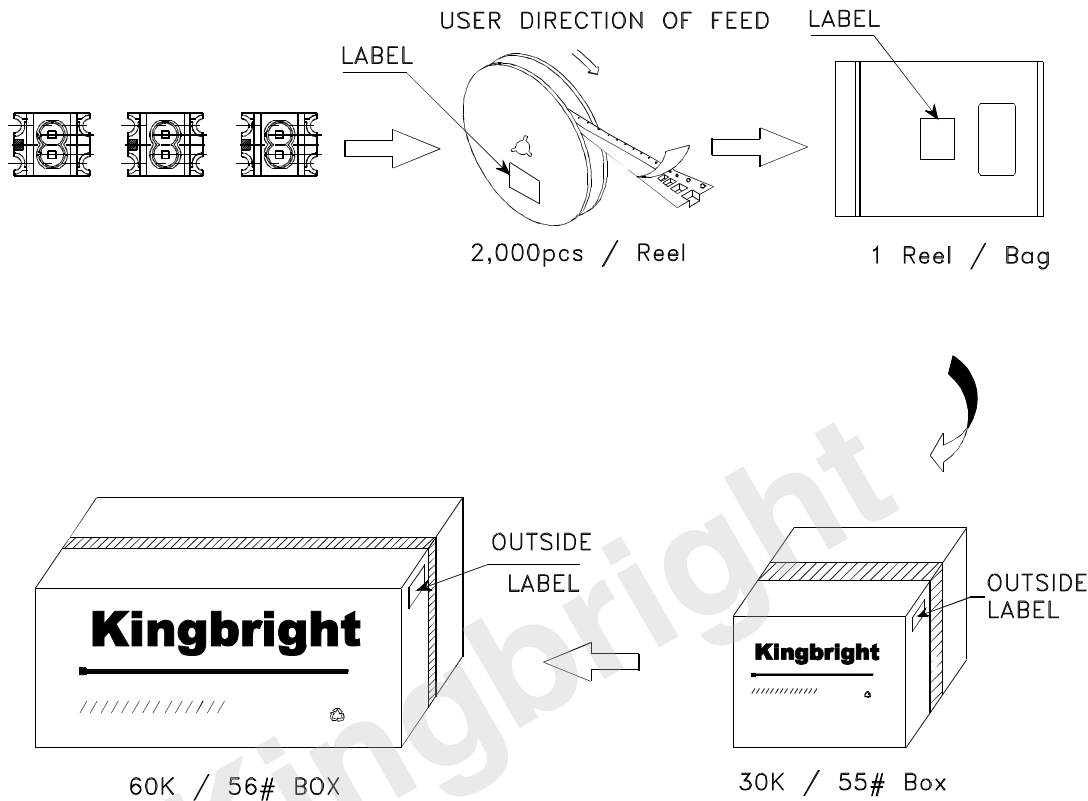 USER DIRECTION OF FEED
LABEL
LABEL
2,000pcs / Reel
1 Reel / Bag
OUTSIDE
LABEL
OUTSIDE
LABEL
Kingbright
Kingbright
60K / 56# BOX
30K / 55# Box
Kingbright